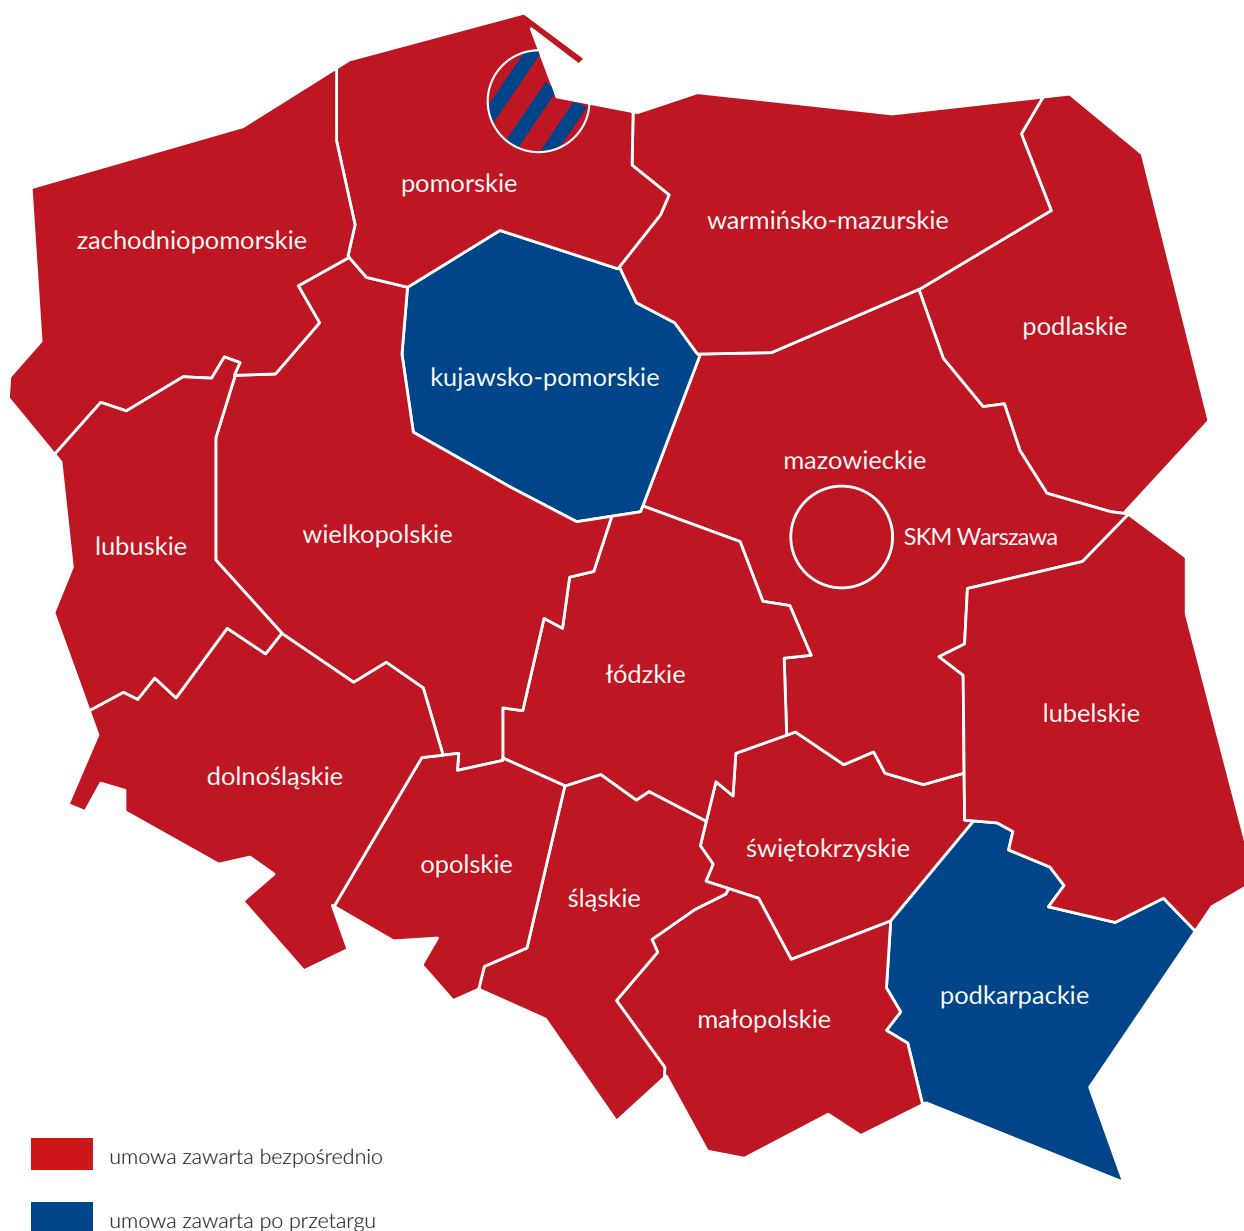 pomorskie
zachodniopomorskie
warmińsko-mazurskie
podlaskie
kujawsko-pomorskie
mazowieckie
wielkopolskie
SKM Warszawa
lubuskie
łódzkie
lubelskie
dolnośląskie
świętokrzyskie
opolskie
śląskie
podkarpackie
małopolskie
umowa zawarta bezpośrednio
umowa zawarta po przetargu